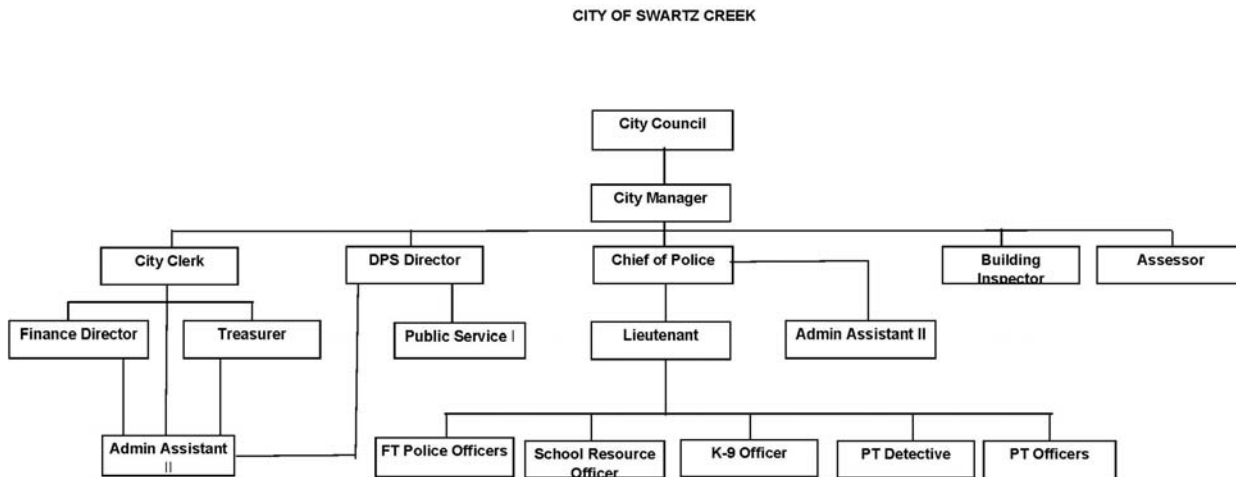 CITY OF SWARTZ CREEK
City Council
City Manager
City Clerk
DPS Director
Chief of Police
Building
Inspector
Assessor
Finance Director
Treasurer
Public Service I
Lieutenant
Admin Assistant II
Admin Assistant
II
FT Police Officers
School Resource
Officer
K-9 Officer
PT Detective
PT Officers